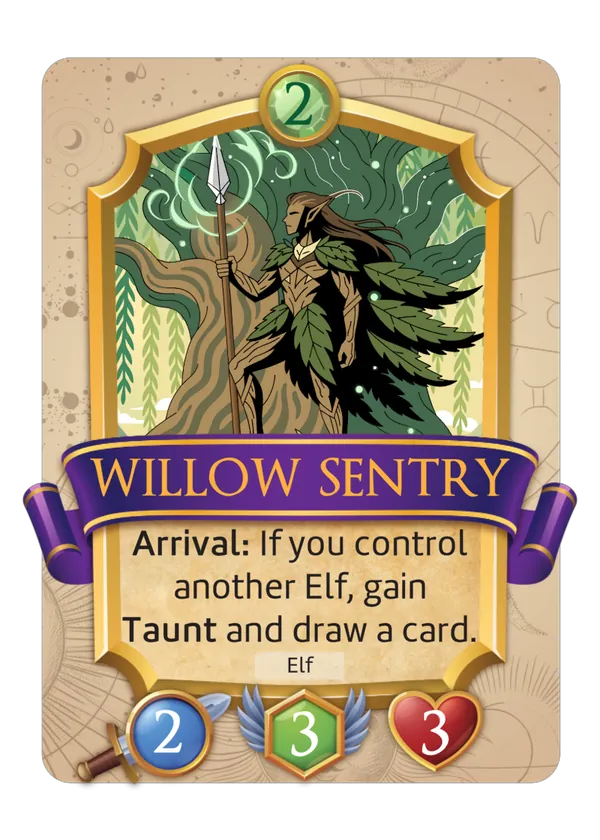 2
WILLOW SENTRY
Arrival: If you control
another Elf, gain
Taunt and draw a card.
Elf
2 3 3